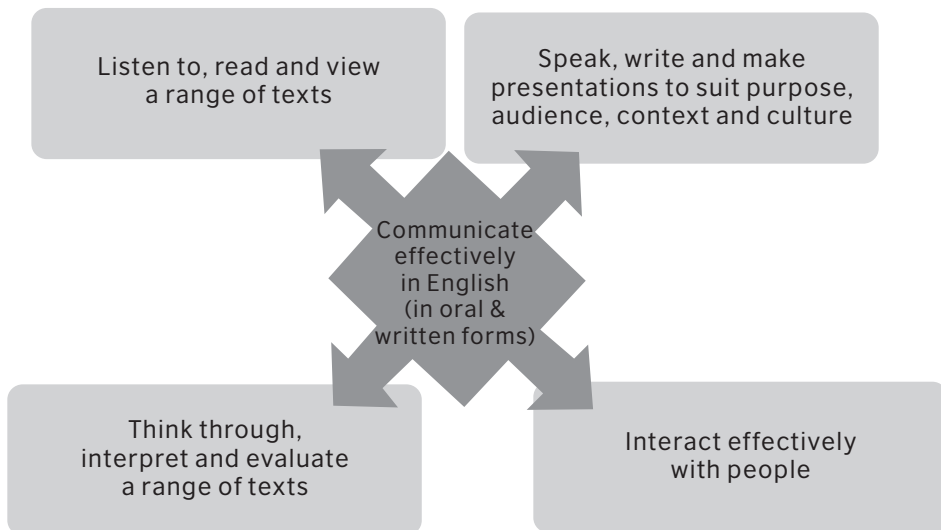 Listen to, read and view
a range of texts
Speak, write and make
presentations to suit purpose,
audience, context and culture
Communicate
effectively
in English
(in oral &
written forms)
Think through,
interpret and evaluate
a range of texts
Interact effectively
with people